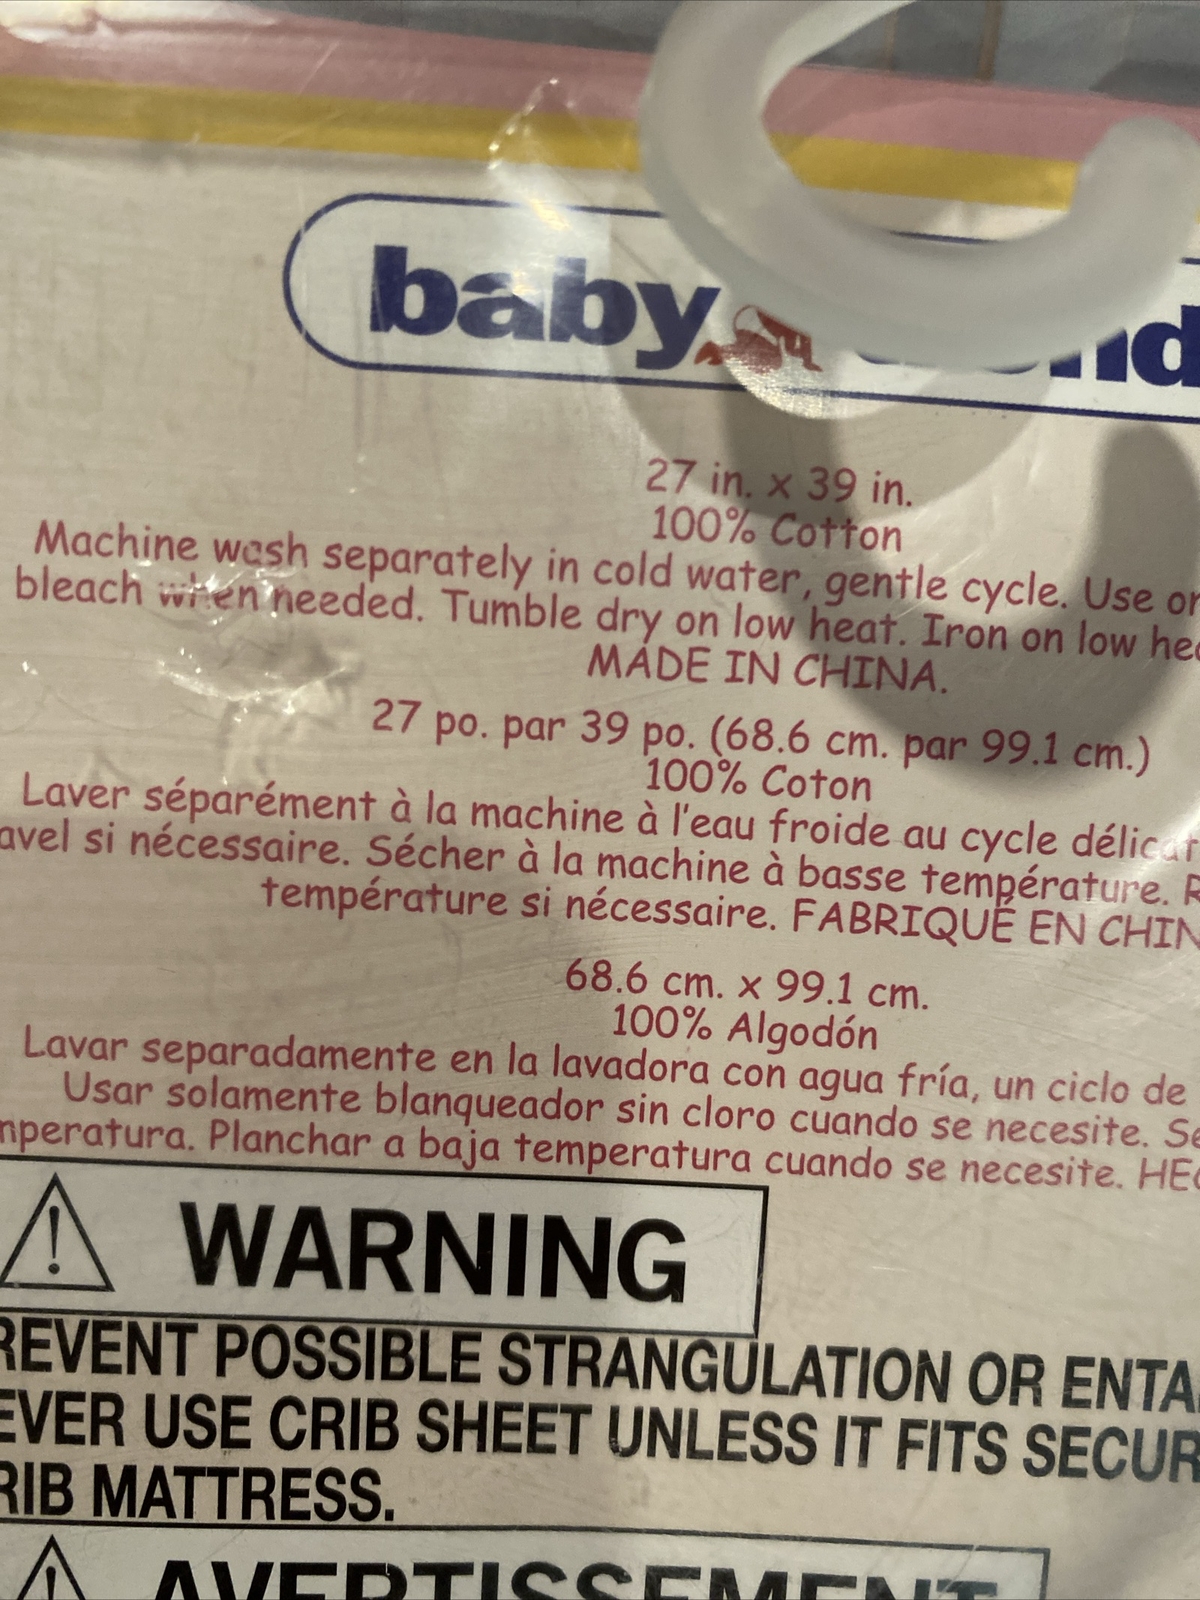 baby
27 in. x 39 in.
100% Cotton
Machine wash separately in cold water, gentle cycle. Use
bleach when needed. Tumble dry on low heat. Iron on low
MADE IN CHINA.
27 po. par 39 po. (68.6 cm. par 99.1 cm.)
100% Coton
Laver séparément à la machine à l'eau froide au cycle
si nécessaire. Sécher à la machine à basse température.
température si nécessaire. FABRIQUÉ EN
68.6 cm. x 99.1 cm.
100% Algodón
Lavar separadamente en la lavadora con agua fría, un ciclo de
Usar solamente blanqueador sin cloro cuando se necesite.
Planchar a baja temperatura cuando se necesite.
WARNING
POSSIBLE STRANGULATION OR
USE CRIB SHEET UNLESS IT FITS
MATTRESS.
AVERTISSEMENT